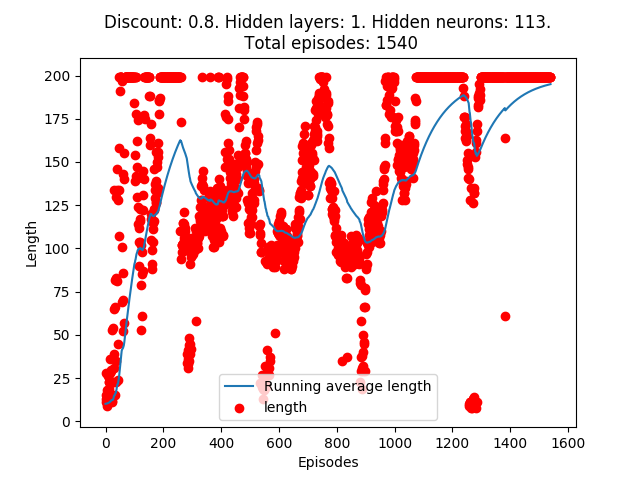 Discount: 0.8. Hidden layers: 1. Hidden neurons: 113.
Total episodes: 1540
200
175
150
125
100
75
50
25
0
Length
Running average length
length
0 200 400 600 800 1000 1200 1400 1600
Episodes